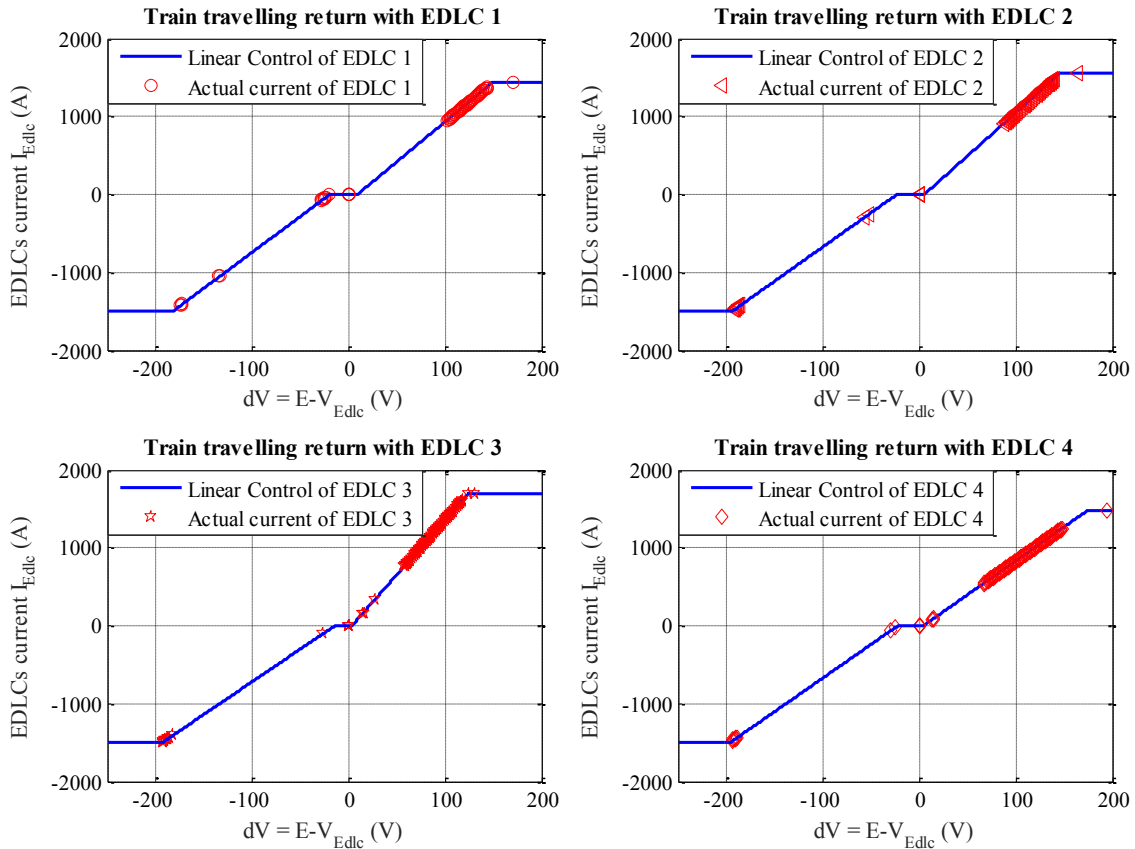 Train travelling return with EDLC 1
2000
1000
0
-1000
-2000
EDLCs current I_Edlc (A)
Linear Control of EDLC 1
Actual current of EDLC 1
-200 -100 0 100 200
dV = E-V_Edlc (V)
Train travelling return with EDLC 2
2000
1000
0
-1000
-2000
EDLCs current I_Edlc (A)
Linear Control of EDLC 2
Actual current of EDLC 2
-200 -100 0 100 200
dV = E-V_Edlc (V)
Train travelling return with EDLC 3
2000
1000
0
-1000
-2000
EDLCs current I_Edlc (A)
Linear Control of EDLC 3
Actual current of EDLC 3
-200 -100 0 100 200
dV = E-V_Edlc (V)
Train travelling return with EDLC 4
2000
1000
0
-1000
-2000
EDLCs current I_Edlc (A)
Linear Control of EDLC 4
Actual current of EDLC 4
-200 -100 0 100 200
dV = E-V_Edlc (V)